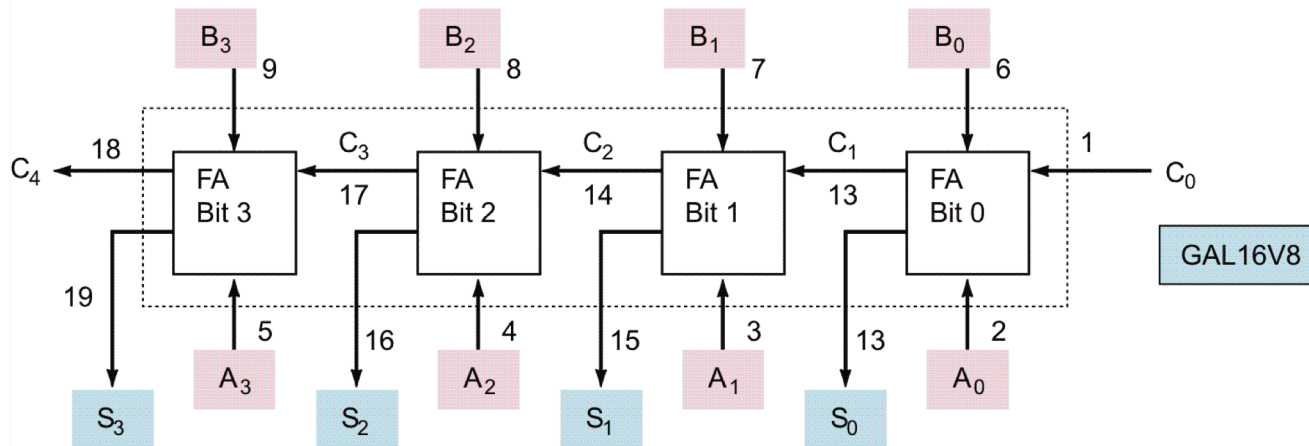 B₃ B₂ B₁ B₀
9 8 7 6
18 C₃ C₂ C₁ 1
C₄ C₀
17 14 13
FA Bit 3
FA Bit 2
FA Bit 1
FA Bit 0
GAL16V8
19 5 16 4 15 3 13 2
A₃ A₂ A₁ A₀
S₃ S₂ S₁ S₀